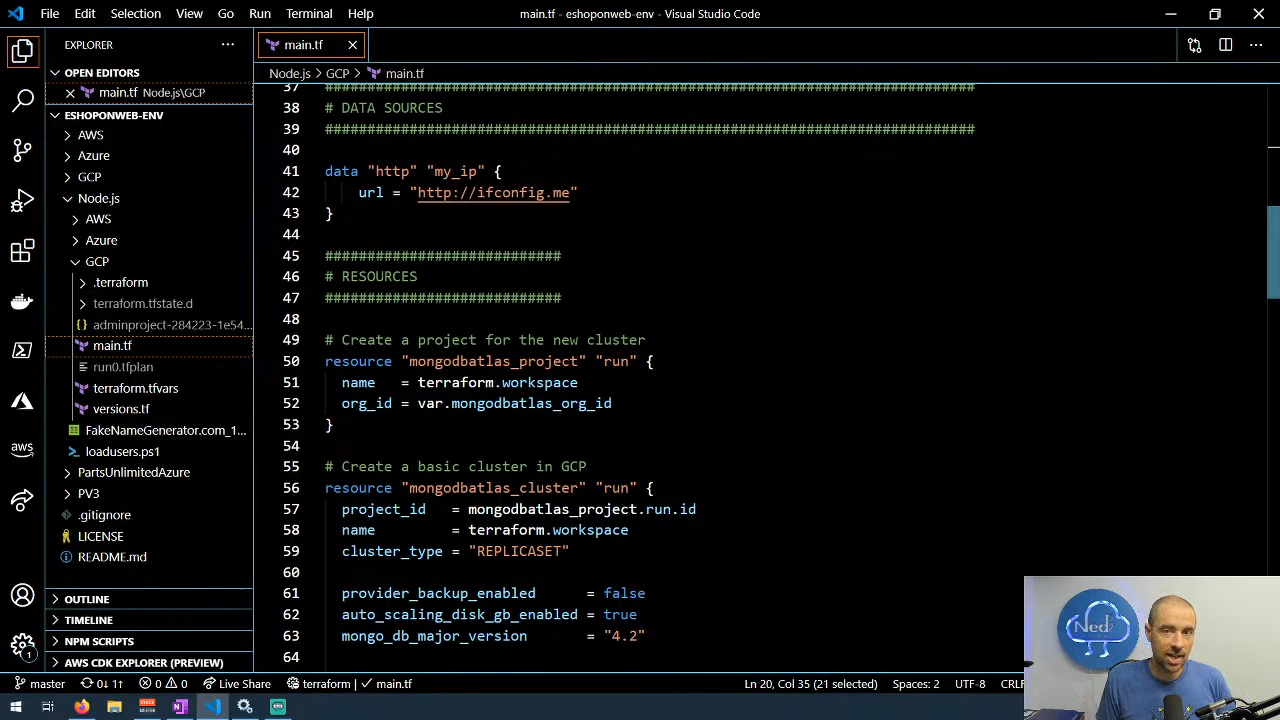 File Edit Selection View Go Run Terminal Help
main.tf - eshoponweb-env - Visual Studio Code
EXPLORER
OPEN EDITORS
main.tf Node.js\GCP
ESHOPONWEB-ENV
AWS
Azure
GCP
Node.js
AWS
Azure
GCP
.terraform
terraform.tfstate.d
{} adminproject-284223-1e54...
main.tf
run0.tfplan
terraform.tfvars
versions.tf
FakeNameGenerator.com_1...
loadusers.ps1
PartsUnlimitedAzure
PV3
.gitignore
LICENSE
README.md
OUTLINE
TIMELINE
NPM SCRIPTS
AWS CDK EXPLORER (PREVIEW)
aws
1
main.tf
Node.js > GCP > main.tf
37 ##############################################################################
38 # DATA SOURCES
39 ##############################################################################
40
41 data "http" "my_ip" {
42 url = "http://ifconfig.me"
43 }
44
45 ############################
46 # RESOURCES
47 ############################
48
49 # Create a project for the new cluster
50 resource "mongodbatlas_project" "run" {
51 name = terraform.workspace
52 org_id = var.mongodbatlas_org_id
53 }
54
55 # Create a basic cluster in GCP
56 resource "mongodbatlas_cluster" "run" {
57 project_id = mongodbatlas_project.run.id
58 name = terraform.workspace
59 cluster_type = "REPLICASET"
60
61 provider_backup_enabled = false
62 auto_scaling_disk_gb_enabled = true
63 mongo_db_major_version = "4.2"
64
master 0↓ 1↑ 0 0 Live Share terraform | main.tf
Ln 20, Col 35 (21 selected) Spaces: 2 UTF-8 CRLF